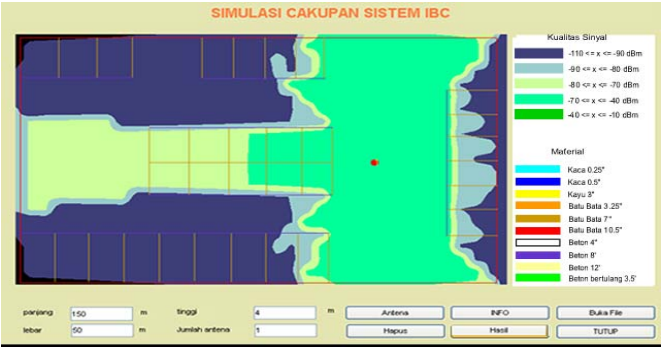 SIMULASI CAKUPAN SISTEM IBC
Kualitas Sinyal
-110 <= x <= -90 dBm
-90 <= x <= -80 dBm
-80 <= x <= -70 dBm
-70 <= x <= -40 dBm
-40 <= x <= -10 dBm
Material
Kaca 0.25"
Kaca 0.5"
Kayu 3"
Batu Bata 3.25"
Batu Bata 7"
Batu Bata 10.5"
Beton 4"
Beton 8'
Beton 12'
Beton bertulang 3.5'
panjang 150 m tinggi 4 m Antena INFO Buka File
lebar 50 m Jumlah antena 1 Hapus Hasil TUTUP